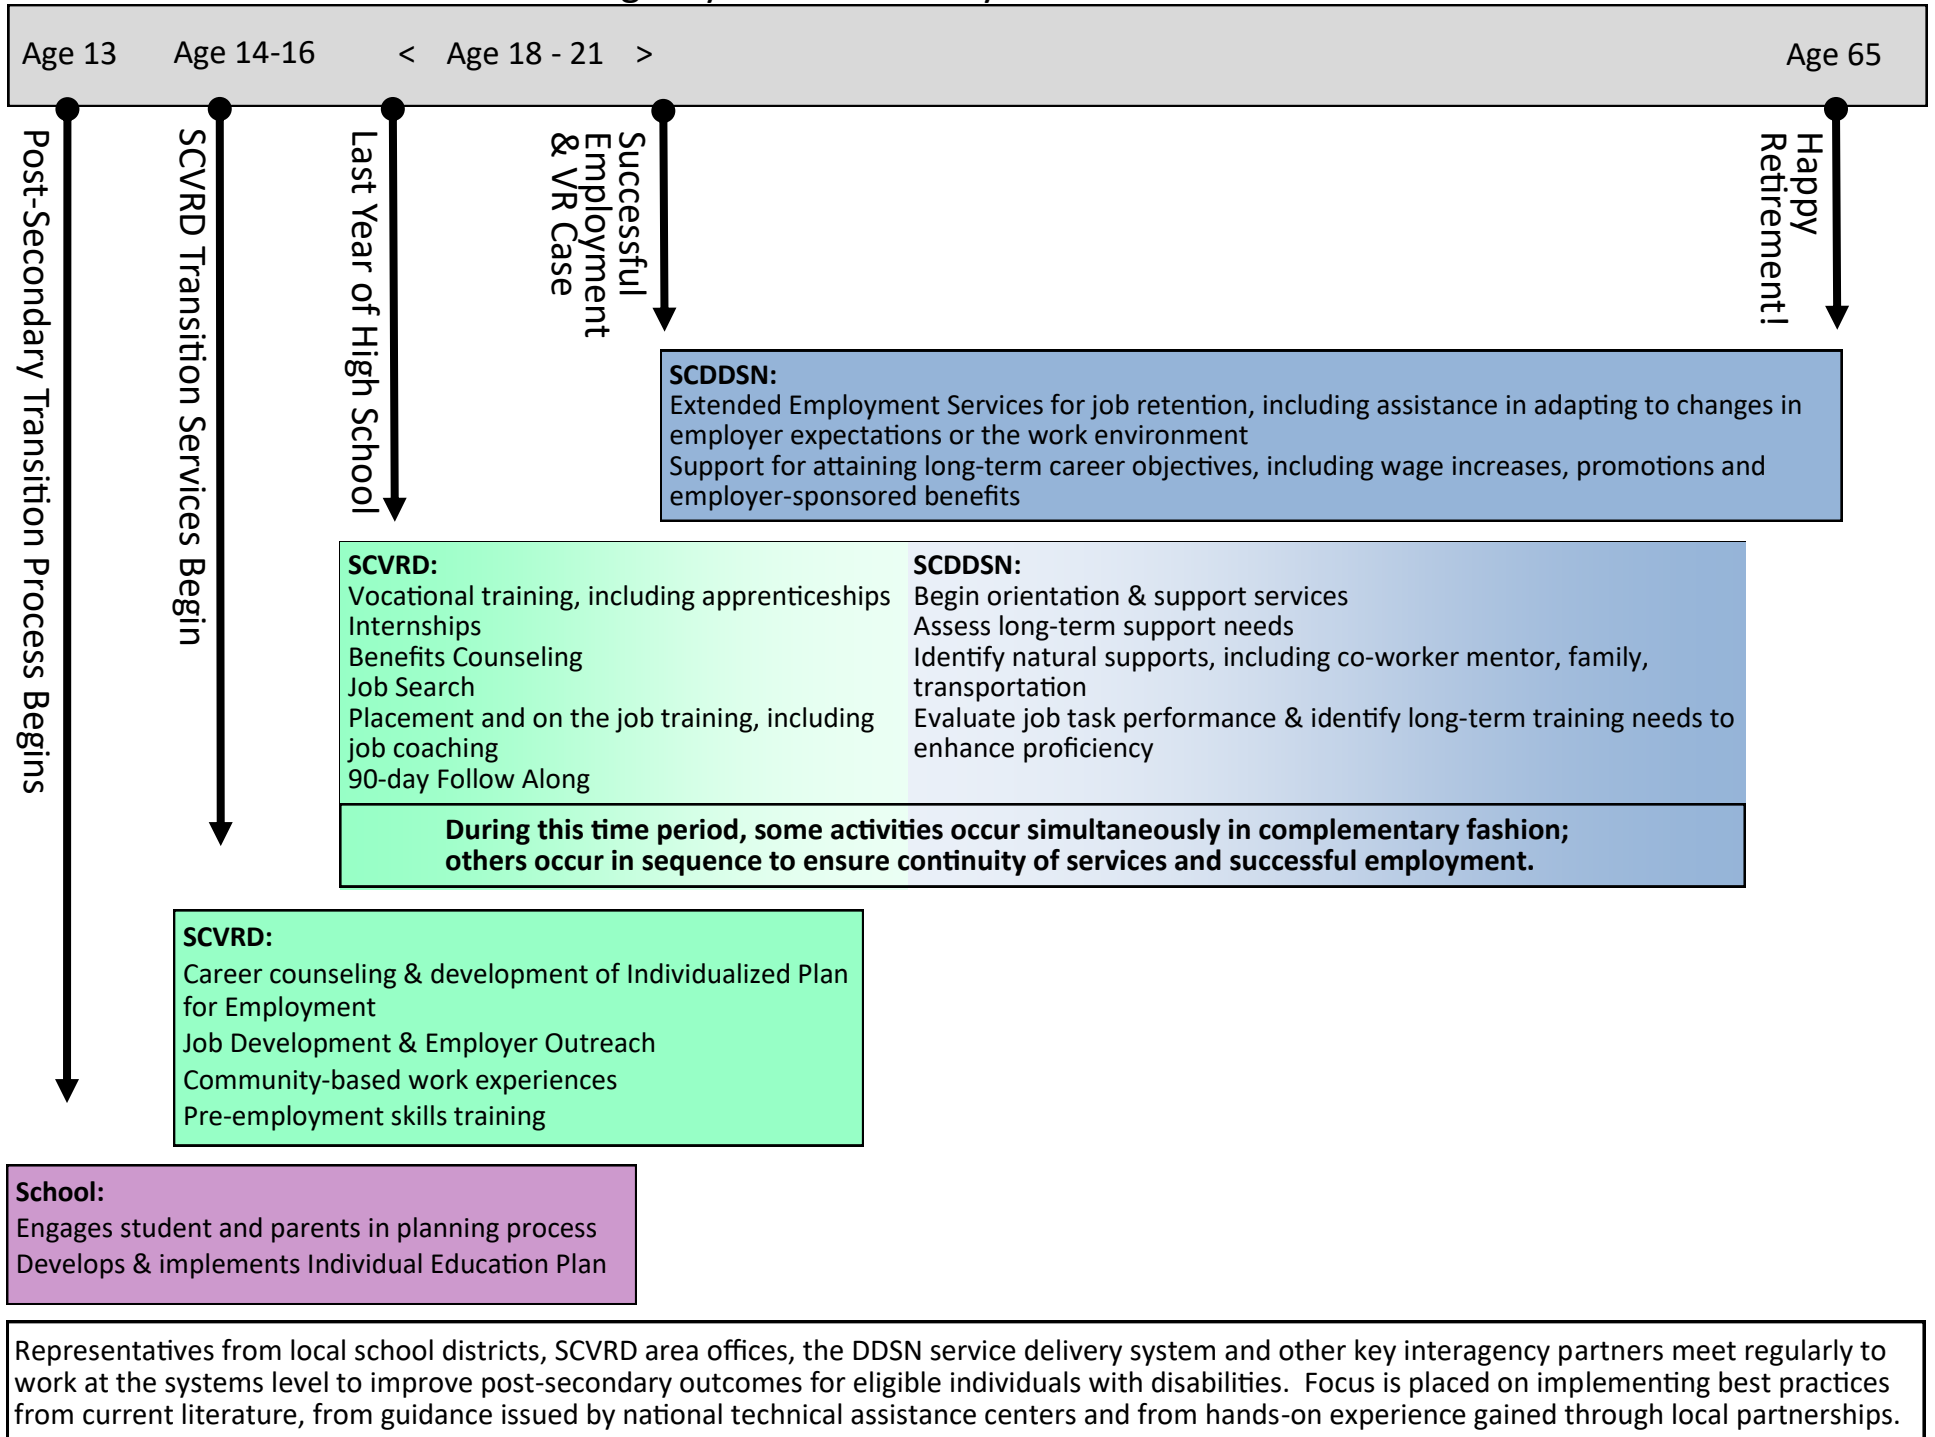 Age 13
Age 14-16
< Age 18 - 21 >
Age 65
Post-Secondary Transition Process Begins
SCVRD Transition Services Begin
Last Year of High School
Successful
Employment
& VR Case
Happy
Retirement!
SCDDSN:
Extended Employment Services for job retention, including assistance in adapting to changes in
employer expectations or the work environment
Support for attaining long-term career objectives, including wage increases, promotions and
employer-sponsored benefits
SCVRD:
Vocational training, including apprenticeships
Internships
Benefits Counseling
Job Search
Placement and on the job training, including
job coaching
90-day Follow Along
SCDDSN:
Begin orientation & support services
Assess long-term support needs
Identify natural supports, including co-worker mentor, family,
transportation
Evaluate job task performance & identify long-term training needs to
enhance proficiency
During this time period, some activities occur simultaneously in complementary fashion;
others occur in sequence to ensure continuity of services and successful employment.
SCVRD:
Career counseling & development of Individualized Plan
for Employment
Job Development & Employer Outreach
Community-based work experiences
Pre-employment skills training
School:
Engages student and parents in planning process
Develops & implements Individual Education Plan
Representatives from local school districts, SCVRD area offices, the DDSN service delivery system and other key interagency partners meet regularly to
work at the systems level to improve post-secondary outcomes for eligible individuals with disabilities.  Focus is placed on implementing best practices
from current literature, from guidance issued by national technical assistance centers and from hands-on experience gained through local partnerships.